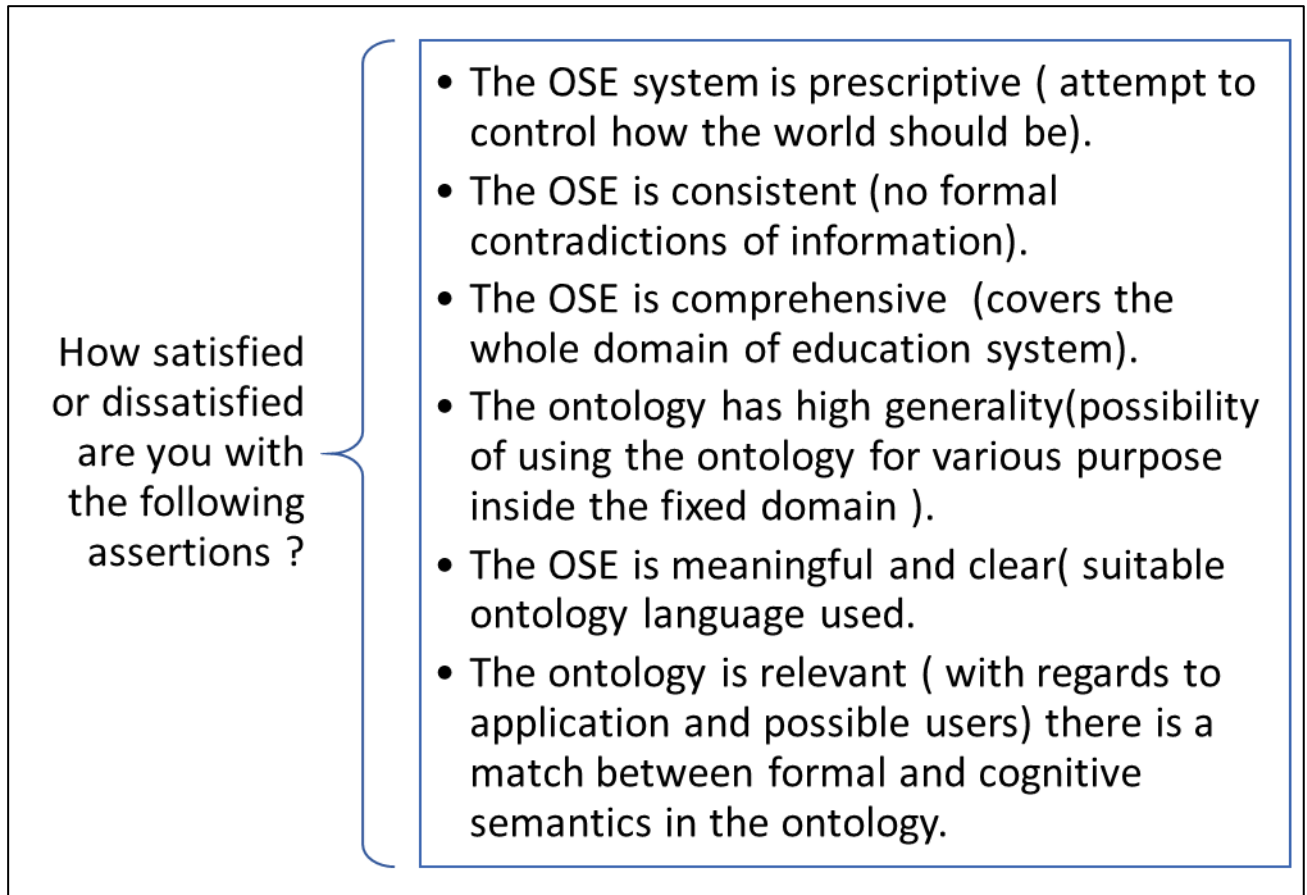 How satisfied
or dissatisfied
are you with
the following
assertions ?
• The OSE system is prescriptive ( attempt to
control how the world should be).
• The OSE is consistent (no formal
contradictions of information).
• The OSE is comprehensive  (covers the
whole domain of education system).
• The ontology has high generality(possibility
of using the ontology for various purpose
inside the fixed domain ).
• The OSE is meaningful and clear( suitable
ontology language used.
• The ontology is relevant ( with regards to
application and possible users) there is a
match between formal and cognitive
semantics in the ontology.